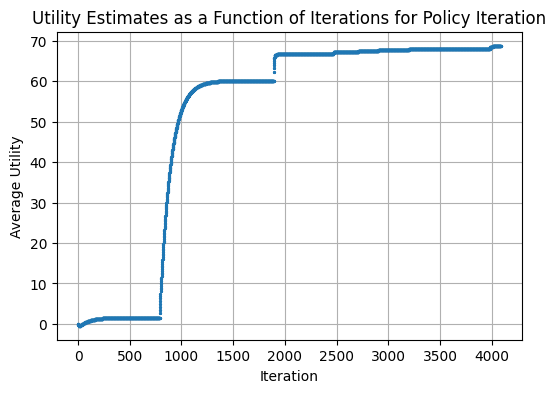 Utility Estimates as a Function of Iterations for Policy Iteration
70
60
50
40
30
20
10
0
Average Utility
0 500 1000 1500 2000 2500 3000 3500 4000
Iteration